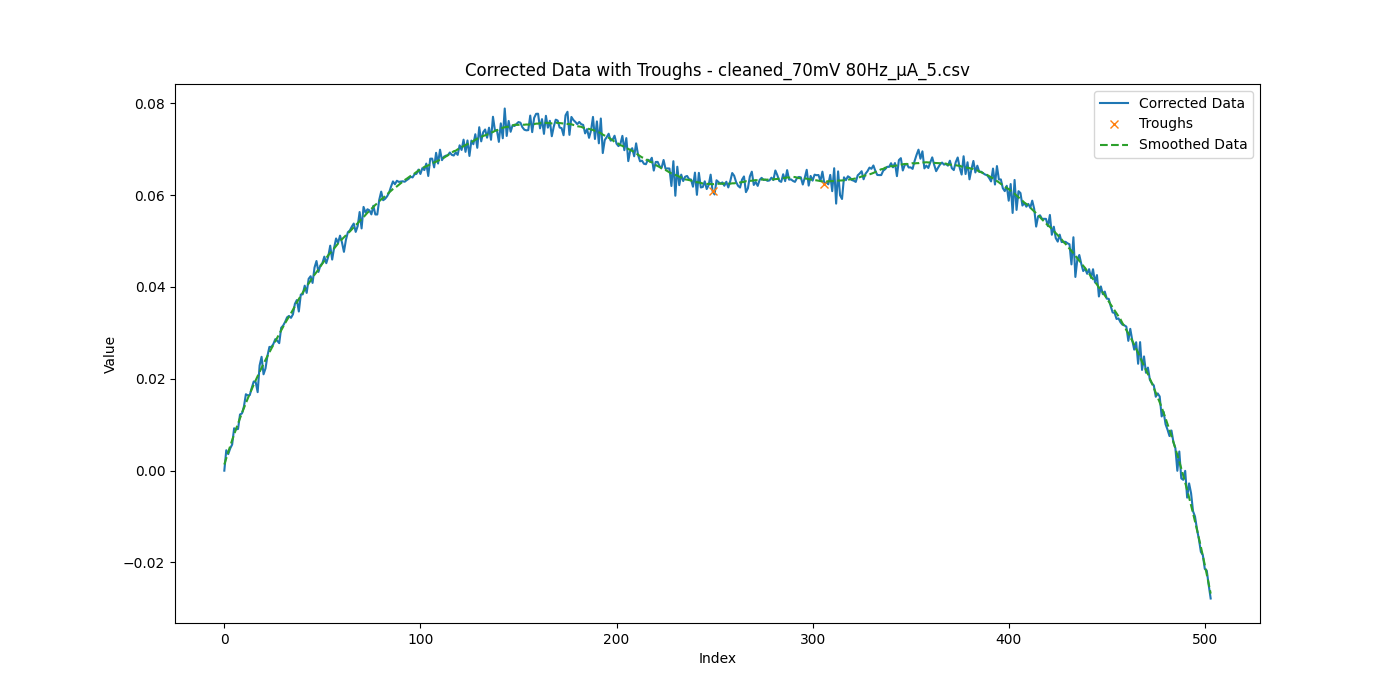 Corrected Data with Troughs - cleaned_70mV 80Hz_μA_5.csv
Corrected Data
Troughs
Smoothed Data
Value
0.08
0.06
0.04
0.02
0.00
−0.02
0
100
200
300
400
500
Index